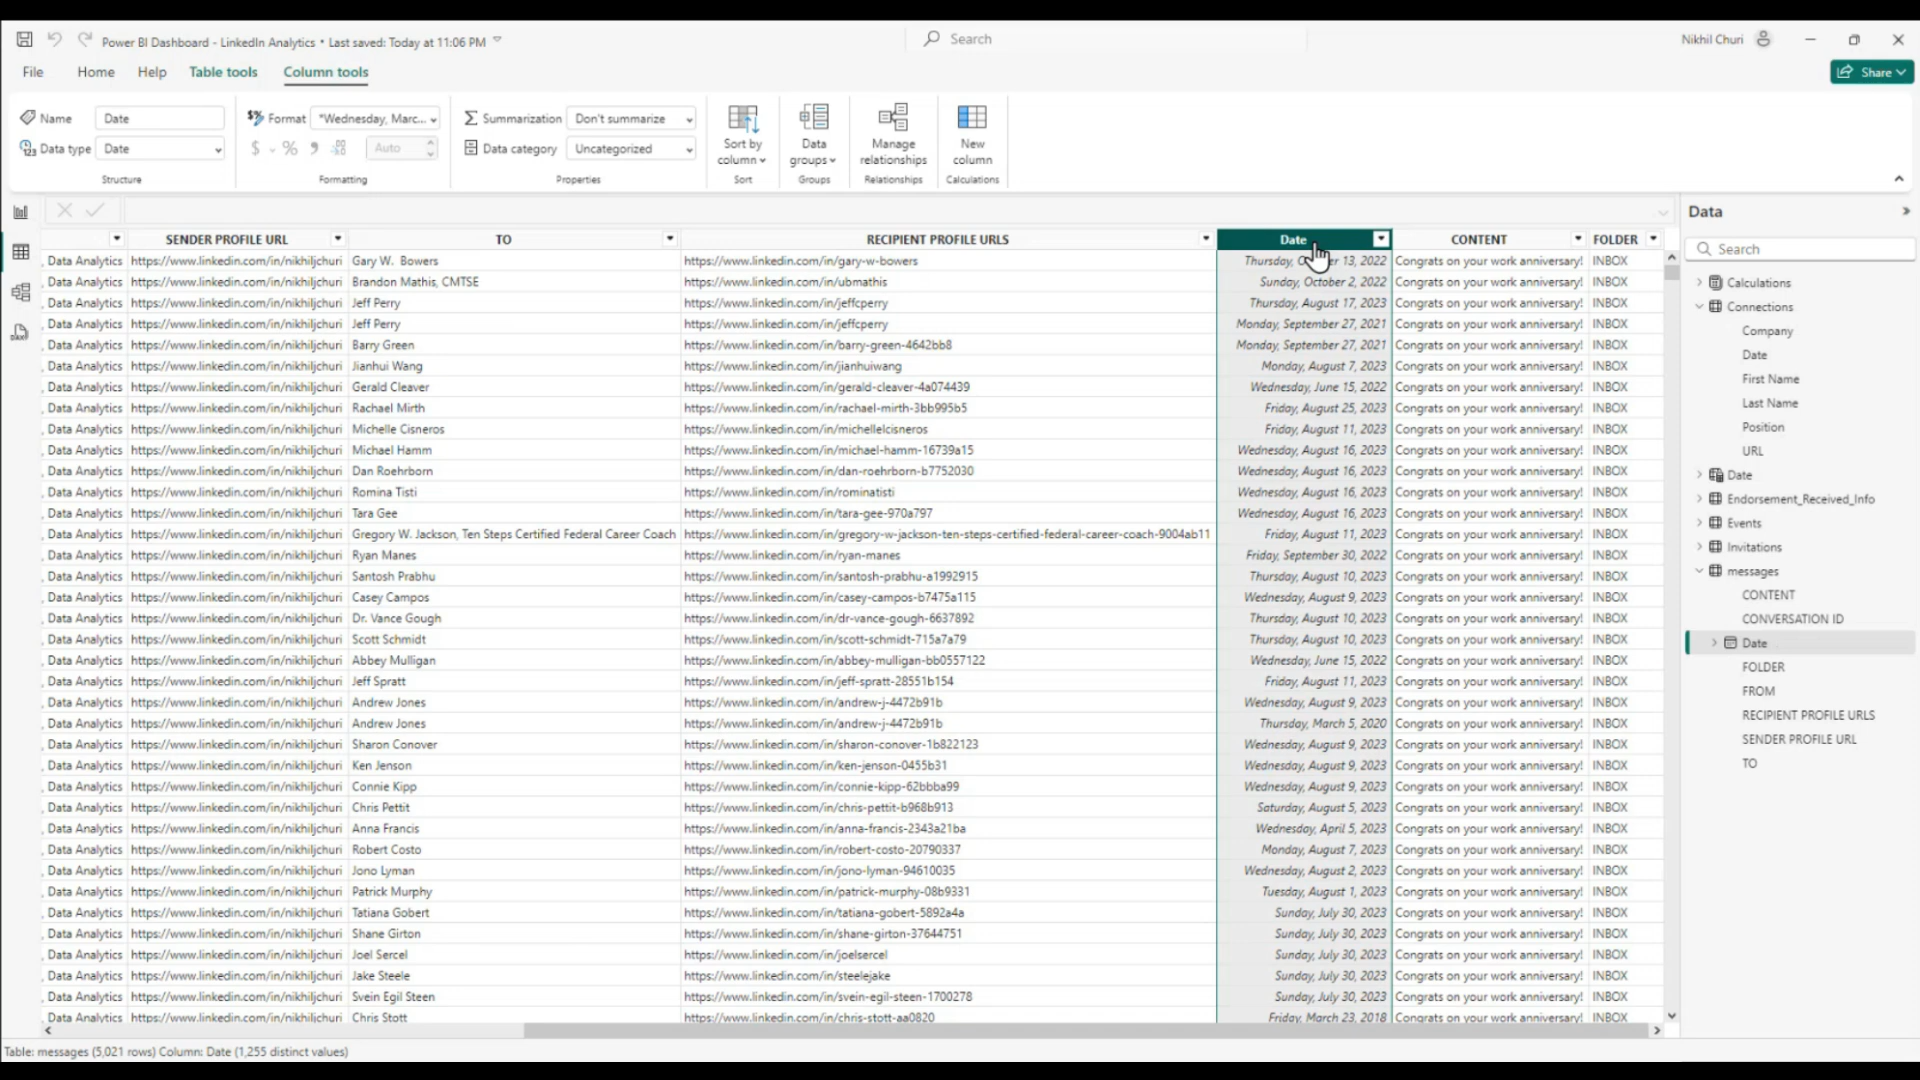 Power BI Dashboard - LinkedIn Analytics • Last saved: Today at 11:06 PM
Search
Nikhil Churi
File Home Help Table tools Column tools
Share
Name Date
Data type Date
Structure
Format *Wednesday, Marc...
$ % Auto
Formatting
Summarization Don't summarize
Data category Uncategorized
Properties
Sort by column
Sort
Data groups
Groups
Manage relationships
Relationships
New column
Calculations
SENDER PROFILE URL TO RECIPIENT PROFILE URLS Date CONTENT FOLDER
, Data Analytics https://www.linkedin.com/in/nikhiljchuri Gary W. Bowers https://www.linkedin.com/in/gary-w-bowers Thursday, 13, 2022 Congrats on your work anniversary! INBOX
, Data Analytics https://www.linkedin.com/in/nikhiljchuri Brandon Mathis, CMTSE https://www.linkedin.com/in/ubmathis Sunday, October 2, 2022 Congrats on your work anniversary! INBOX
, Data Analytics https://www.linkedin.com/in/nikhiljchuri Jeff Perry https://www.linkedin.com/in/jeffcperry Thursday, August 17, 2023 Congrats on your work anniversary! INBOX
, Data Analytics https://www.linkedin.com/in/nikhiljchuri Jeff Perry https://www.linkedin.com/in/jeffcperry Monday, September 27, 2021 Congrats on your work anniversary! INBOX
, Data Analytics https://www.linkedin.com/in/nikhiljchuri Barry Green https://www.linkedin.com/in/barry-green-4642bb8 Monday, September 27, 2021 Congrats on your work anniversary! INBOX
, Data Analytics https://www.linkedin.com/in/nikhiljchuri Jianhui Wang https://www.linkedin.com/in/jianhuiwang Monday, August 7, 2023 Congrats on your work anniversary! INBOX
, Data Analytics https://www.linkedin.com/in/nikhiljchuri Gerald Cleaver https://www.linkedin.com/in/gerald-cleaver-4a074439 Wednesday, June 15, 2022 Congrats on your work anniversary! INBOX
, Data Analytics https://www.linkedin.com/in/nikhiljchuri Rachael Mirth https://www.linkedin.com/in/rachael-mirth-3bb995b5 Friday, August 25, 2023 Congrats on your work anniversary! INBOX
, Data Analytics https://www.linkedin.com/in/nikhiljchuri Michelle Cisneros https://www.linkedin.com/in/michellelcisneros Friday, August 11, 2023 Congrats on your work anniversary! INBOX
, Data Analytics https://www.linkedin.com/in/nikhiljchuri Michael Hamm https://www.linkedin.com/in/michael-hamm-16739a15 Wednesday, August 16, 2023 Congrats on your work anniversary! INBOX
, Data Analytics https://www.linkedin.com/in/nikhiljchuri Dan Roehrborn https://www.linkedin.com/in/dan-roehrborn-b7752030 Wednesday, August 16, 2023 Congrats on your work anniversary! INBOX
, Data Analytics https://www.linkedin.com/in/nikhiljchuri Romina Tisti https://www.linkedin.com/in/rominatisti Wednesday, August 16, 2023 Congrats on your work anniversary! INBOX
, Data Analytics https://www.linkedin.com/in/nikhiljchuri Tara Gee https://www.linkedin.com/in/tara-gee-970a797 Wednesday, August 16, 2023 Congrats on your work anniversary! INBOX
, Data Analytics https://www.linkedin.com/in/nikhiljchuri Gregory W. Jackson, Ten Steps Certified Federal Career Coach https://www.linkedin.com/in/gregory-w-jackson-ten-steps-certified-federal-career-coach-9004ab11 Friday, August 11, 2023 Congrats on your work anniversary! INBOX
, Data Analytics https://www.linkedin.com/in/nikhiljchuri Ryan Manes https://www.linkedin.com/in/ryan-manes Friday, September 30, 2022 Congrats on your work anniversary! INBOX
, Data Analytics https://www.linkedin.com/in/nikhiljchuri Santosh Prabhu https://www.linkedin.com/in/santosh-prabhu-a1992915 Thursday, August 10, 2023 Congrats on your work anniversary! INBOX
, Data Analytics https://www.linkedin.com/in/nikhiljchuri Casey Campos https://www.linkedin.com/in/casey-campos-b7475a115 Wednesday, August 9, 2023 Congrats on your work anniversary! INBOX
, Data Analytics https://www.linkedin.com/in/nikhiljchuri Dr. Vance Gough https://www.linkedin.com/in/dr-vance-gough-6637892 Thursday, August 10, 2023 Congrats on your work anniversary! INBOX
, Data Analytics https://www.linkedin.com/in/nikhiljchuri Scott Schmidt https://www.linkedin.com/in/scott-schmidt-715a7a79 Thursday, August 10, 2023 Congrats on your work anniversary! INBOX
, Data Analytics https://www.linkedin.com/in/nikhiljchuri Abbey Mulligan https://www.linkedin.com/in/abbey-mulligan-bb0557122 Wednesday, June 15, 2022 Congrats on your work anniversary! INBOX
, Data Analytics https://www.linkedin.com/in/nikhiljchuri Jeff Spratt https://www.linkedin.com/in/jeff-spratt-28551b154 Friday, August 11, 2023 Congrats on your work anniversary! INBOX
, Data Analytics https://www.linkedin.com/in/nikhiljchuri Andrew Jones https://www.linkedin.com/in/andrew-j-4472b91b Wednesday, August 9, 2023 Congrats on your work anniversary! INBOX
, Data Analytics https://www.linkedin.com/in/nikhiljchuri Andrew Jones https://www.linkedin.com/in/andrew-j-4472b91b Thursday, March 5, 2020 Congrats on your work anniversary! INBOX
, Data Analytics https://www.linkedin.com/in/nikhiljchuri Sharon Conover https://www.linkedin.com/in/sharon-conover-1b822123 Wednesday, August 9, 2023 Congrats on your work anniversary! INBOX
, Data Analytics https://www.linkedin.com/in/nikhiljchuri Ken Jenson https://www.linkedin.com/in/ken-jenson-0455b31 Wednesday, August 9, 2023 Congrats on your work anniversary! INBOX
, Data Analytics https://www.linkedin.com/in/nikhiljchuri Connie Kipp https://www.linkedin.com/in/connie-kipp-62bbba99 Wednesday, August 9, 2023 Congrats on your work anniversary! INBOX
, Data Analytics https://www.linkedin.com/in/nikhiljchuri Chris Pettit https://www.linkedin.com/in/chris-pettit-b968b913 Saturday, August 5, 2023 Congrats on your work anniversary! INBOX
, Data Analytics https://www.linkedin.com/in/nikhiljchuri Anna Francis https://www.linkedin.com/in/anna-francis-2343a21ba Wednesday, April 5, 2023 Congrats on your work anniversary! INBOX
, Data Analytics https://www.linkedin.com/in/nikhiljchuri Robert Costo https://www.linkedin.com/in/robert-costo-20790337 Monday, August 7, 2023 Congrats on your work anniversary! INBOX
, Data Analytics https://www.linkedin.com/in/nikhiljchuri Jono Lyman https://www.linkedin.com/in/jono-lyman-94610035 Wednesday, August 2, 2023 Congrats on your work anniversary! INBOX
, Data Analytics https://www.linkedin.com/in/nikhiljchuri Patrick Murphy https://www.linkedin.com/in/patrick-murphy-08b9331 Tuesday, August 1, 2023 Congrats on your work anniversary! INBOX
, Data Analytics https://www.linkedin.com/in/nikhiljchuri Tatiana Gobert https://www.linkedin.com/in/tatiana-gobert-5892a4a Sunday, July 30, 2023 Congrats on your work anniversary! INBOX
, Data Analytics https://www.linkedin.com/in/nikhiljchuri Shane Girton https://www.linkedin.com/in/shane-girton-37644751 Sunday, July 30, 2023 Congrats on your work anniversary! INBOX
, Data Analytics https://www.linkedin.com/in/nikhiljchuri Joel Sercel https://www.linkedin.com/in/joelsercel Sunday, July 30, 2023 Congrats on your work anniversary! INBOX
, Data Analytics https://www.linkedin.com/in/nikhiljchuri Jake Steele https://www.linkedin.com/in/steelejake Sunday, July 30, 2023 Congrats on your work anniversary! INBOX
, Data Analytics https://www.linkedin.com/in/nikhiljchuri Svein Egil Steen https://www.linkedin.com/in/svein-egil-steen-1700278 Sunday, July 30, 2023 Congrats on your work anniversary! INBOX
, Data Analytics https://www.linkedin.com/in/nikhiljchuri Chris Stott https://www.linkedin.com/in/chris-stott-aa0820 Friday, March 23, 2018 Congrats on your work anniversary! INBOX
Data
Search
Calculations
Connections
Company
Date
First Name
Last Name
Position
URL
Date
Endorsement_Received_Info
Events
Invitations
messages
CONTENT
CONVERSATION ID
Date
FOLDER
FROM
RECIPIENT PROFILE URLS
SENDER PROFILE URL
TO
Table: messages (5,021 rows) Column: Date (1,255 distinct values)